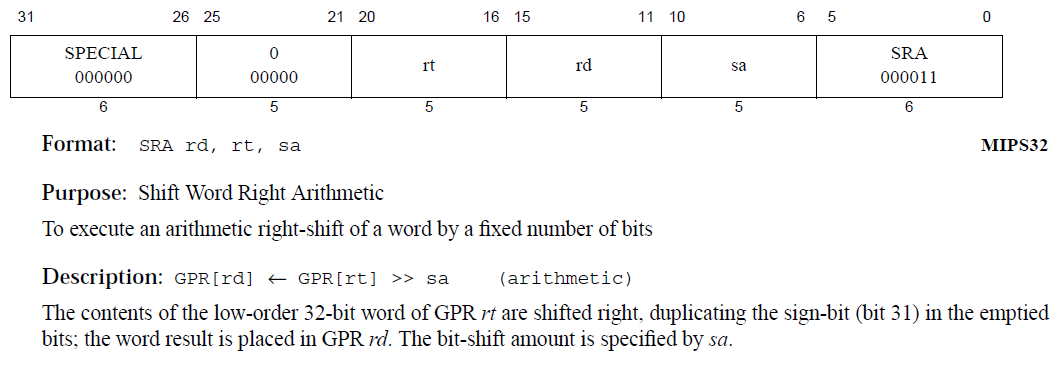 31 26 25 21 20 16 15 11 10 6 5 0
SPECIAL 0 rt rd sa SRA
000000 00000 000011
6 5 5 5 5 6
Format: SRA rd, rt, sa MIPS32
Purpose: Shift Word Right Arithmetic
To execute an arithmetic right-shift of a word by a fixed number of bits
Description: GPR[rd] ← GPR[rt] >> sa (arithmetic)
The contents of the low-order 32-bit word of GPR rt are shifted right, duplicating the sign-bit (bit 31) in the emptied
bits; the word result is placed in GPR rd. The bit-shift amount is specified by sa.